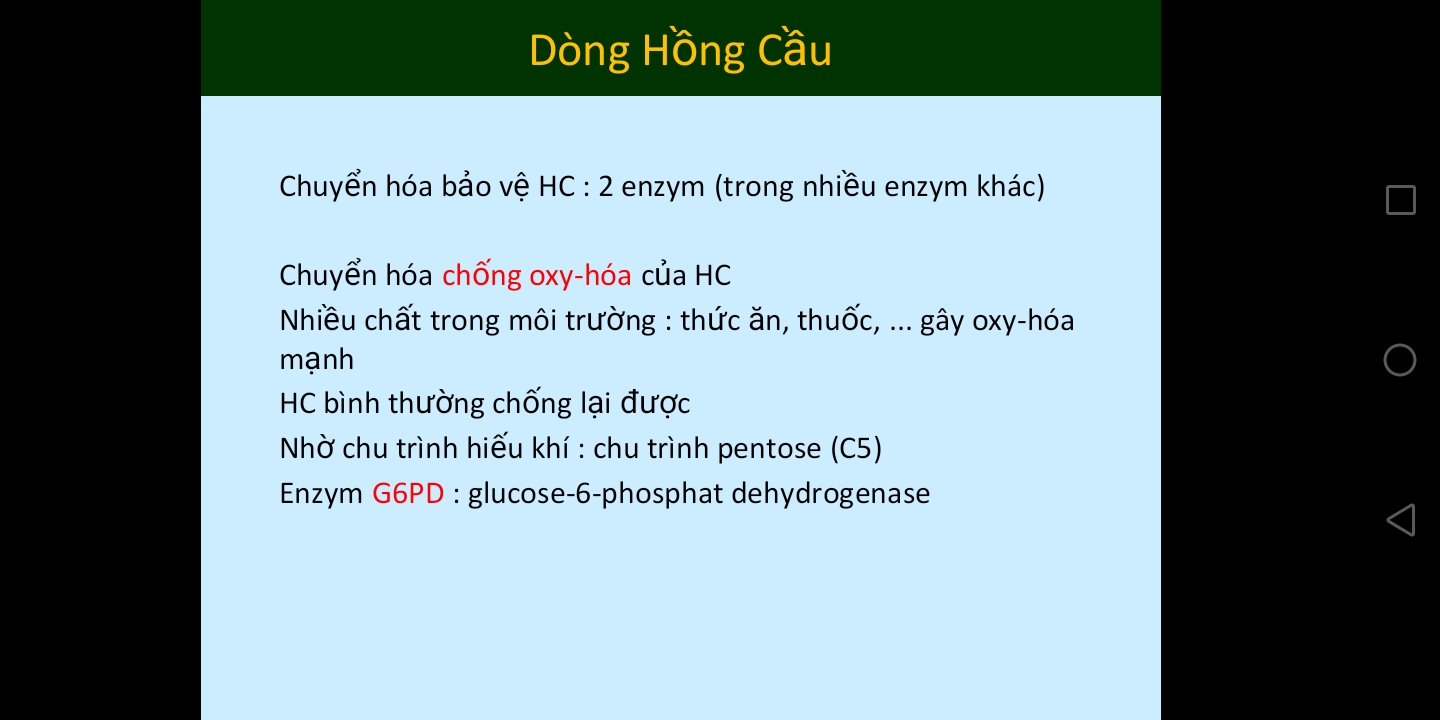 Dòng Hồng Cầu
Chuyển hóa bảo vệ HC : 2 enzym (trong nhiều enzym khác)
Chuyển hóa chống oxy-hóa của HC
Nhiều chất trong môi trường : thức ăn, thuốc, ... gây oxy-hóa
mạnh
HC bình thường chống lại được
Nhờ chu trình hiếu khí : chu trình pentose (C5)
Enzym G6PD : glucose-6-phosphat dehydrogenase